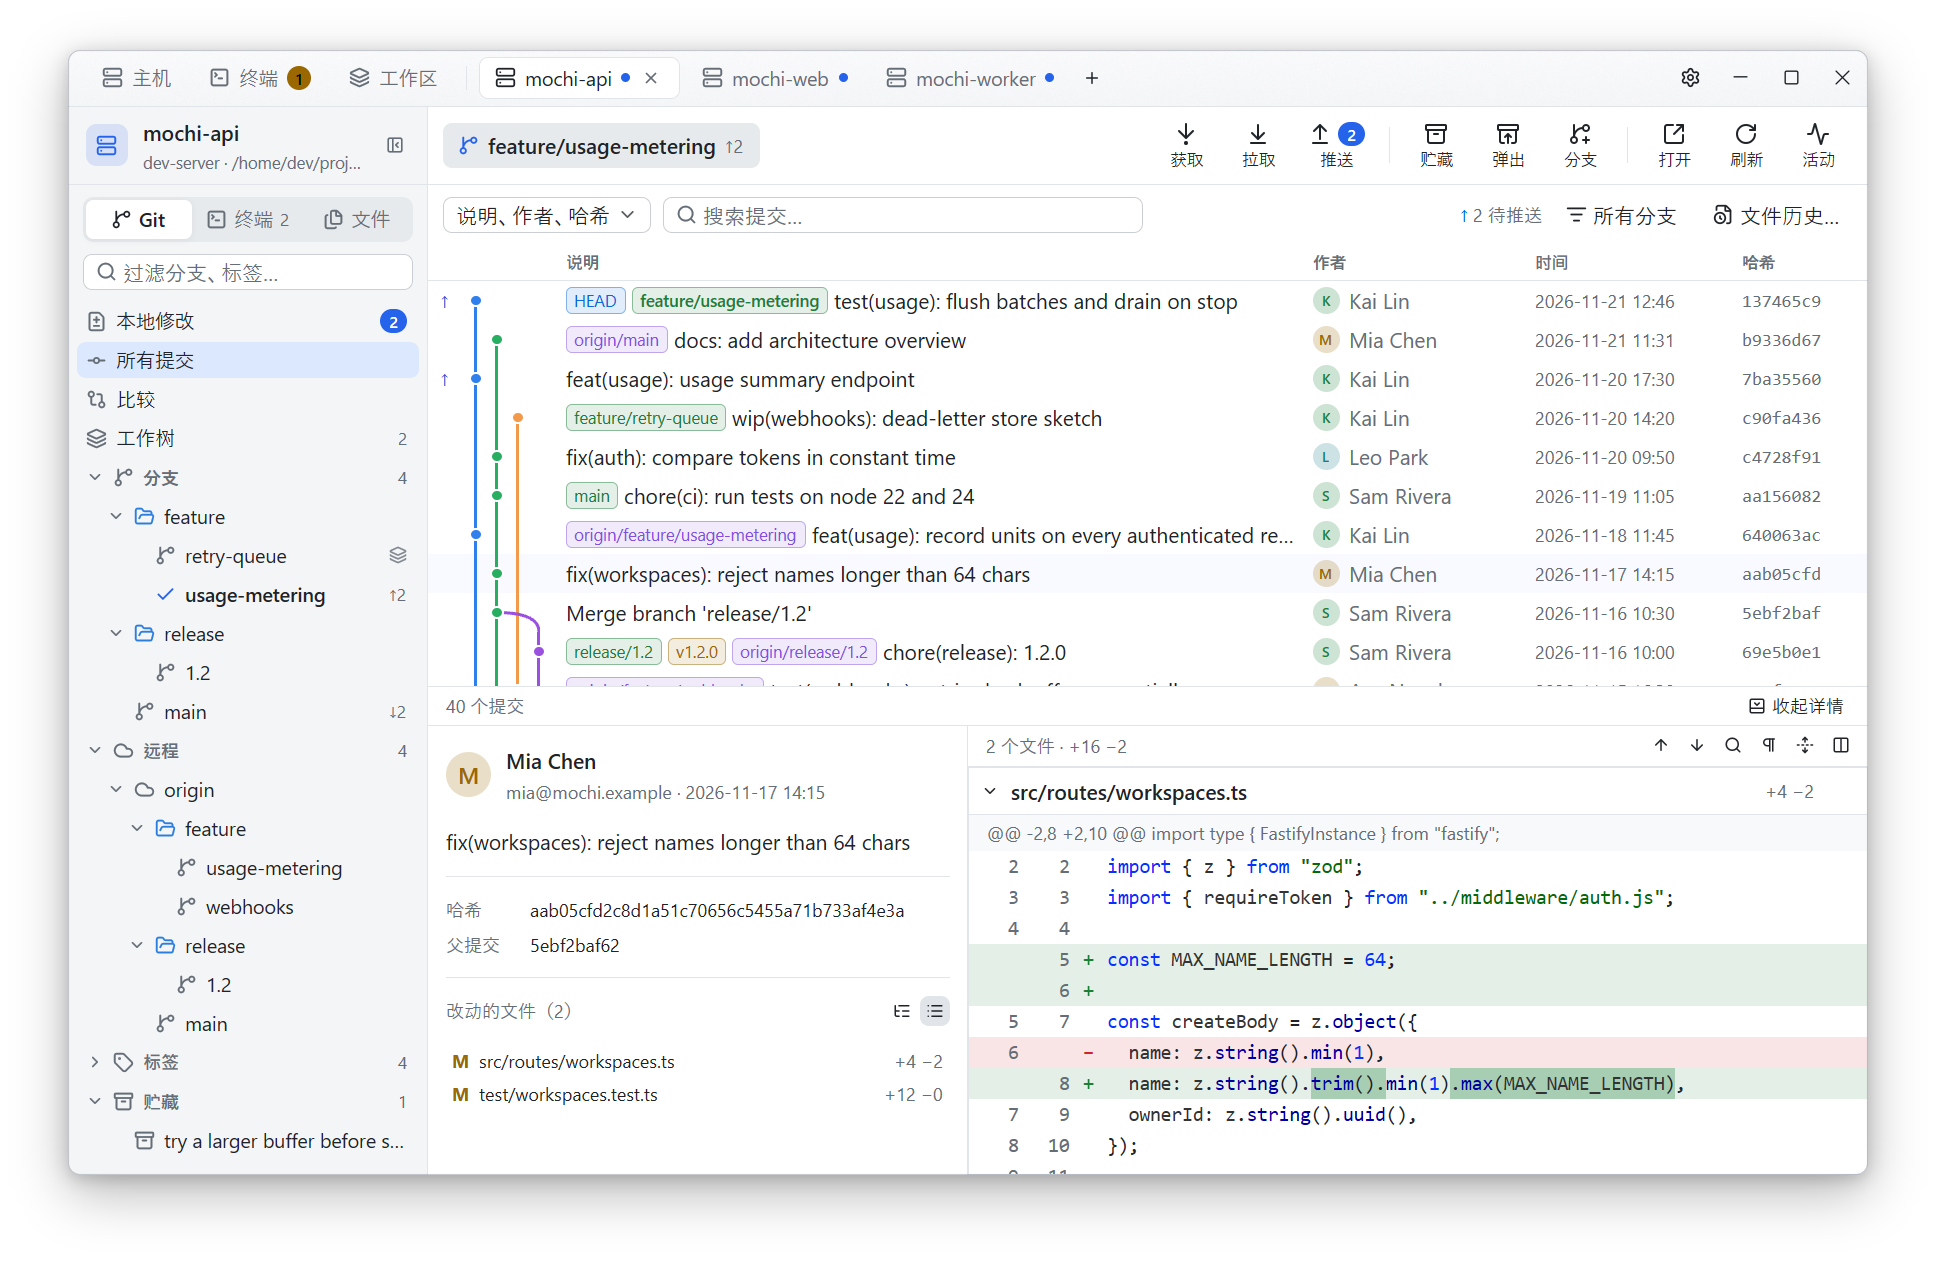 主机 终端 1 工作区 mochi-api mochi-web mochi-worker
mochi-api
dev-server · /home/dev/proj...
Git 终端 2 文件
过滤分支、标签...
本地修改 2
所有提交
比较
工作树 2
分支 4
feature
retry-queue
usage-metering ↑2
release
1.2
main ↓2
远程 4
origin
feature
usage-metering
webhooks
release
1.2
main
标签 4
贮藏 1
try a larger buffer before s...
feature/usage-metering ↑2
获取 拉取 推送 2 贮藏 弹出 分支 打开 刷新 活动
说明、作者、哈希 搜索提交... ↑2 待推送 所有分支 文件历史...
说明 作者 时间 哈希
↑ HEAD feature/usage-metering test(usage): flush batches and drain on stop K Kai Lin 2026-11-21 12:46 137465c9
origin/main docs: add architecture overview M Mia Chen 2026-11-21 11:31 b9336d67
↑ feat(usage): usage summary endpoint K Kai Lin 2026-11-20 17:30 7ba35560
feature/retry-queue wip(webhooks): dead-letter store sketch K Kai Lin 2026-11-20 14:20 c90fa436
fix(auth): compare tokens in constant time L Leo Park 2026-11-20 09:50 c4728f91
main chore(ci): run tests on node 22 and 24 S Sam Rivera 2026-11-19 11:05 aa156082
origin/feature/usage-metering feat(usage): record units on every authenticated re... K Kai Lin 2026-11-18 11:45 640063ac
fix(workspaces): reject names longer than 64 chars M Mia Chen 2026-11-17 14:15 aab05cfd
Merge branch 'release/1.2' S Sam Rivera 2026-11-16 10:30 5ebf2baf
release/1.2 v1.2.0 origin/release/1.2 chore(release): 1.2.0 S Sam Rivera 2026-11-16 10:00 69e5b0e1
40 个提交 收起详情
M Mia Chen
mia@mochi.example · 2026-11-17 14:15
fix(workspaces): reject names longer than 64 chars
哈希 aab05cfd2c8d1a51c70656c5455a71b733af4e3a
父提交 5ebf2baf62
改动的文件（2）
M src/routes/workspaces.ts +4 −2
M test/workspaces.test.ts +12 −0
2 个文件 · +16 −2
src/routes/workspaces.ts +4 −2
@@ -2,8 +2,10 @@ import type { FastifyInstance } from "fastify";
2 2 import { z } from "zod";
3 3 import { requireToken } from "../middleware/auth.js";
4 4
5 + const MAX_NAME_LENGTH = 64;
6 +
5 7 const createBody = z.object({
6 - name: z.string().min(1),
8 + name: z.string().trim().min(1).max(MAX_NAME_LENGTH),
7 9 ownerId: z.string().uuid(),
8 10 });